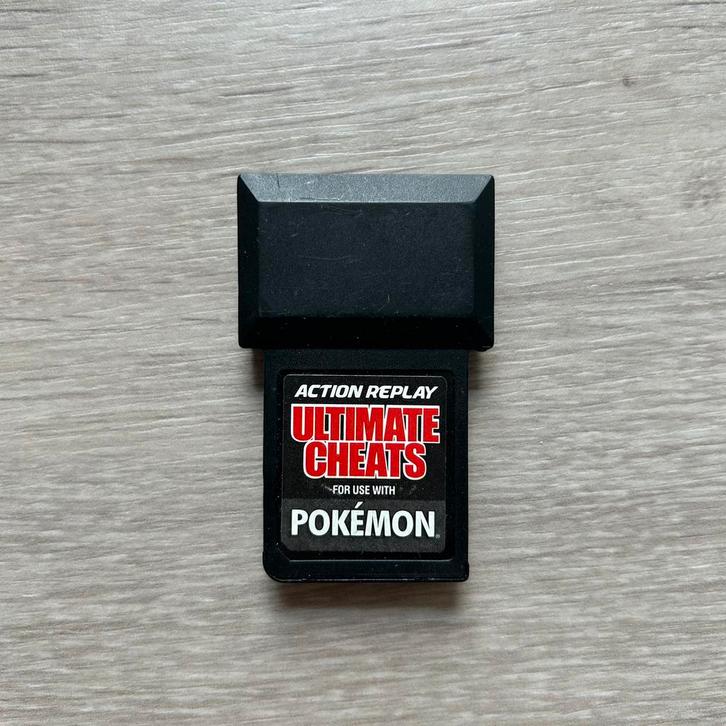 ACTION REPLAY
ULTIMATE
CHEATS
FOR USE WITH
POKÉMON